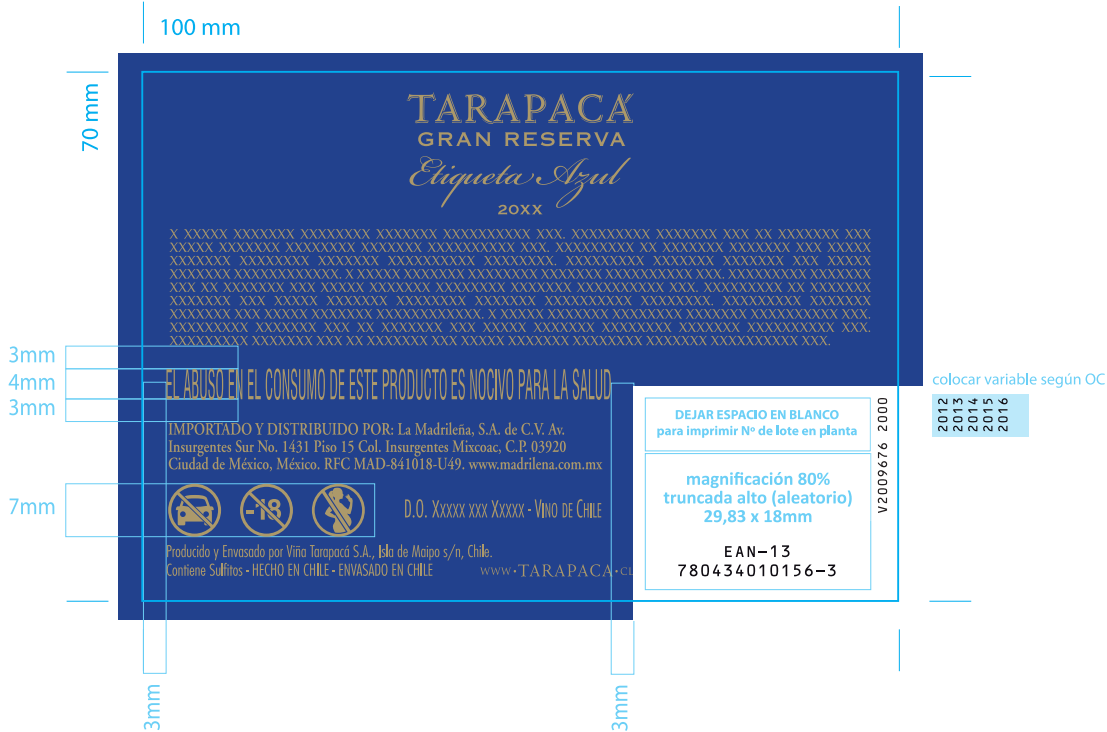 100 mm
70 mm
TARAPACÁ
GRAN RESERVA
Etiqueta Azul
20XX
X XXXXX XXXXXXX XXXXXXXX XXXXXXX XXXXXXXXXX XXX. XXXXXXXXX XXXXXXX XXX XX XXXXXXX XXX
XXXXX XXXXXXX XXXXXXXX XXXXXXX XXXXXXXXXX XXX. XXXXXXXXX XX XXXXXXX XXX XXXXX
XXXXXXX XXXXXXXX XXXXXXX XXXXXXXXXX XXX. XXXXXXXXX XXXXXXX XXX XXXXX
XXXXXXX XXXXXXXXXXXXX. X XXXXX XXXXXXX XXXXXXXX XXXXXXX XXXXXXXXXX XXX. XXXXXXXXX XXXXXXX
XXX XX XXXXXXX XXX XXX XXXXXXXX XXXXXXX XXXXXXXXXX XXX. XXXXXXXXX XXXXXXX XX XXXXXXX
XXXXXXX XXX XXXXX XXXXXXX XXXXXXXX XXXXXXX XXXXXXXXXX XXXXX. XXXXXXXXX XXXXXXX
XXXXXXX XXX XXXXX XXXXXXX XXXXXXXXXXXXX. X XXXXX XXXXXXX XXXXXXXX XXXXXXX XXXXXXXXXX XXX.
XXXXXXXXX XXXXXXX XXX XX XXXXXXX XXX XXXXX XXXXXXX XXXXXXXX XXXXXXX XXXXXXX XXXXXXXX XXX.
XXXXXXXXX XXXXXXX XXX XX XXXXXXX XXX XXXXX XXXXXXX XXXXXXXX XXXXXXX XXXXXXXXXX XXX.
3mm
4mm
3mm
EL ABUSO EN EL CONSUMO DE ESTE PRODUCTO ES NOCIVO PARA LA SALUD
colocar variable según OC
2012
2013
2014
2015
2016
IMPORTADO Y DISTRIBUIDO POR: La Madrileña, S.A. de C.V. Av.
Insurgentes Sur No. 1431 Piso 15 Col. Insurgentes Mixcoac, C.P. 03920
Ciudad de México, México. RFC MAD-841018-U49. www.madrilena.com.mx
DEJAR ESPACIO EN BLANCO
para imprimir Nº de lote en planta
V2009676 2000
7mm
-18
D.O. XXXXX XXX XXXXX - VINO DE CHILE
magnificación 80%
truncada alto (aleatorio)
29,83 x 18mm
EAN-13
780434010156-3
Producido y Envasado por Viña Tarapacá S.A., Isla de Maipo s/n, Chile.
Contiene Sulfitos - HECHO EN CHILE - ENVASADO EN CHILE
WWW·TARAPACA·CL
3mm
3mm